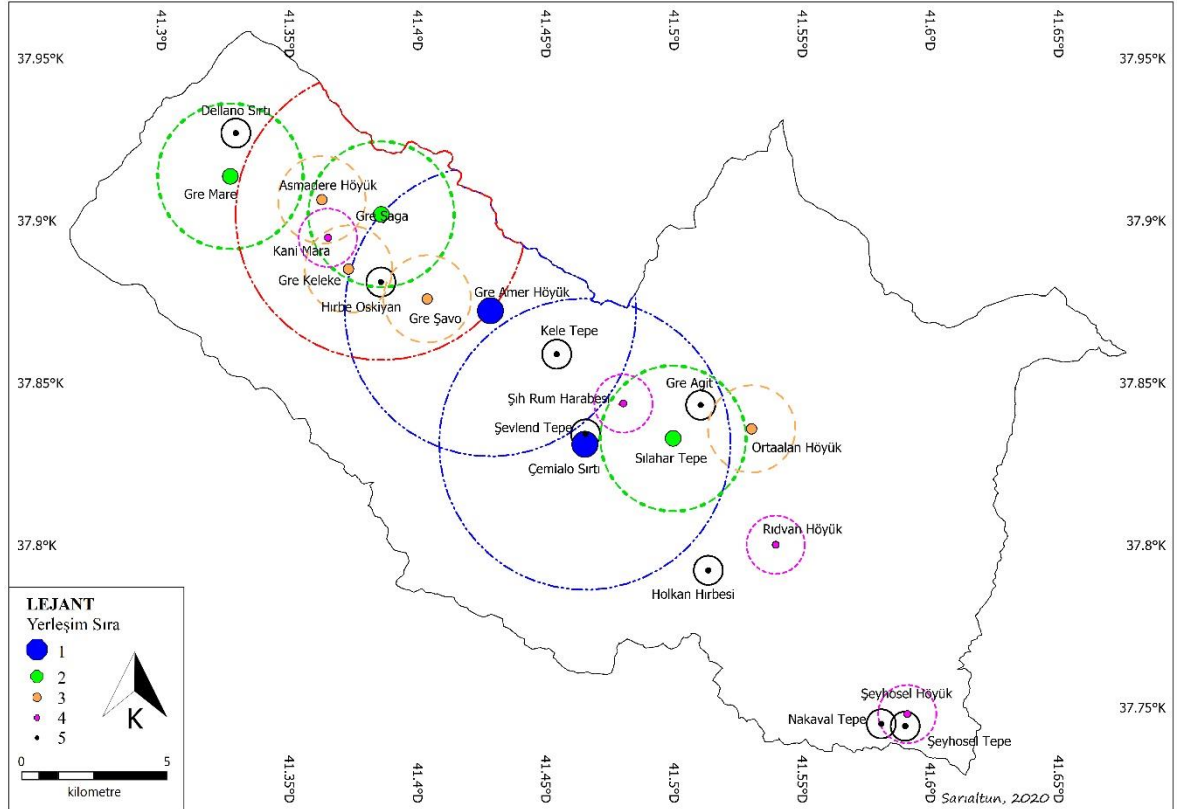 41.3°D
41.35°D
41.4°D
41.45°D
41.5°D
41.55°D
41.6°D
41.65°D
37.95°K
37.95°K
Dellano Sırtı
Gre Mare
Asmadere Höyük
Gre Şaga
37.9°K
37.9°K
Kani Mara
Gre Keleke
Hırbe Oskiyan
Gre Şavo
Gre Amer Höyük
Kele Tepe
37.85°K
37.85°K
Gre Agit
Şıh Rum Harabesi
Şevlend Tepe
Ortaalan Höyük
Çemialo Sırtı
Sılahar Tepe
Rıdvan Höyük
37.8°K
37.8°K
Holkan Hırbesi
Şeyhosel Höyük
37.75°K
Nakaval Tepe
Şeyhosel Tepe
LEJANT
Yerleşim Sıra
1
2
3
4
5
K
0
5
kilometre
41.35°D
41.4°D
41.45°D
41.5°D
41.55°D
41.6°D
41.65°D
Sarıaltun, 2020